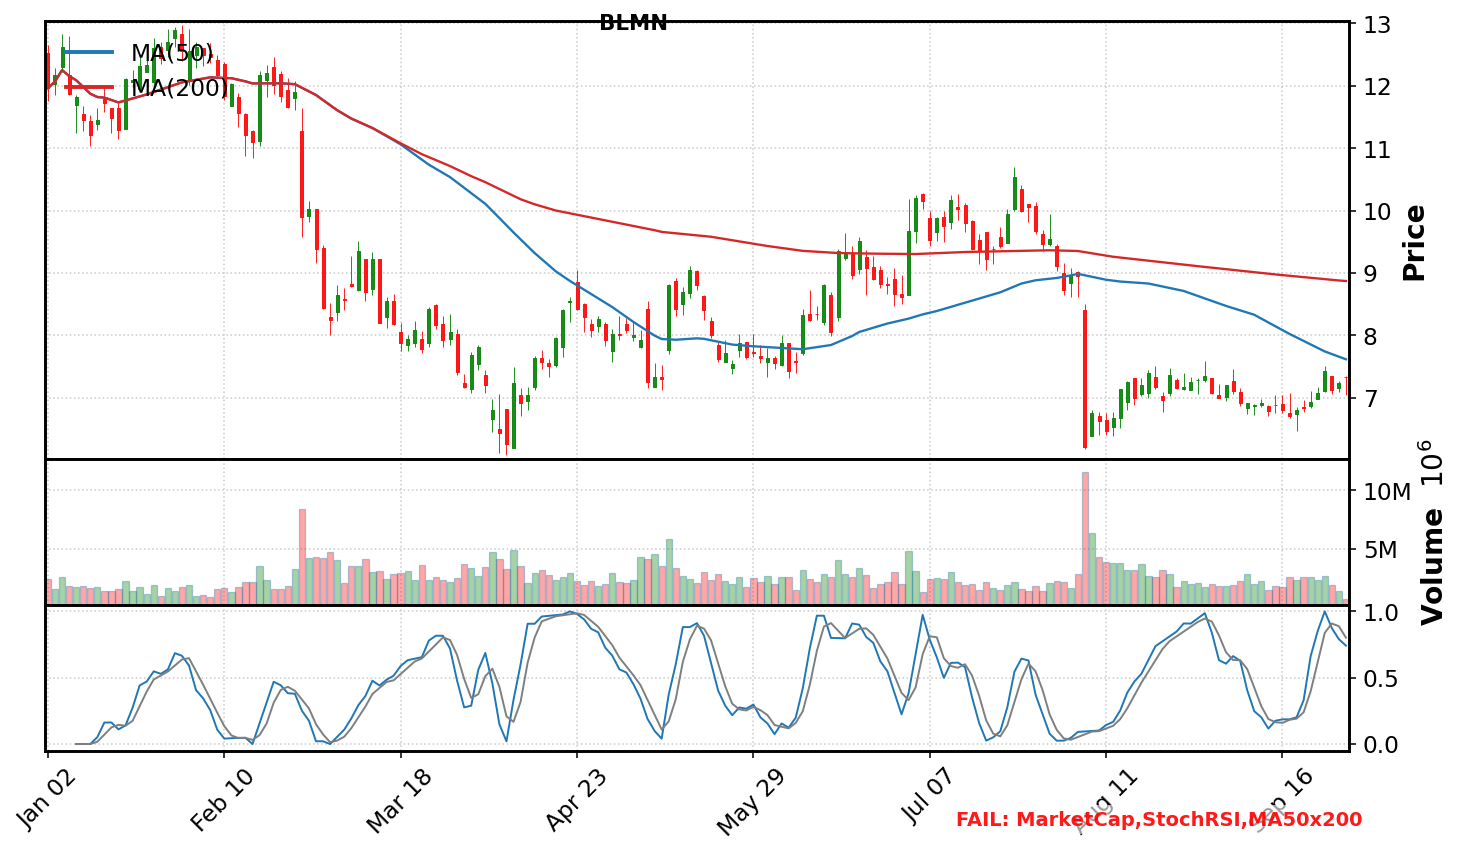 BLMN
MA(50)
MA(200)
13
12
11
10
9
8
7
Price
10M
5M
Volume 10^6
1.0
0.5
0.0
Jan 02
Feb 10
Mar 18
Apr 23
May 29
Jul 07
Aug 11
Sep 16
FAIL: MarketCap,StochRSI,MA50x200